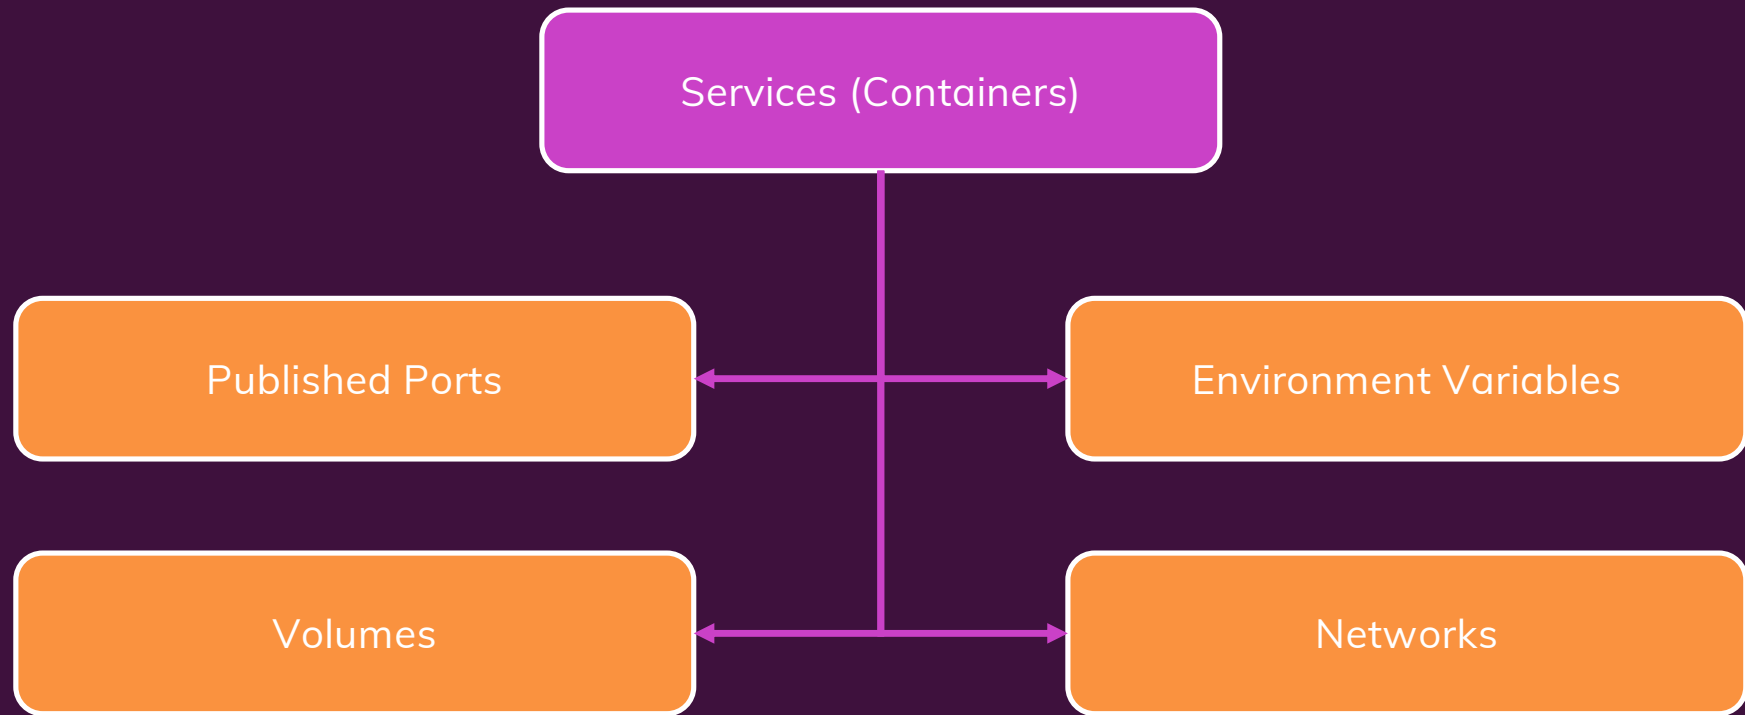 Services (Containers)
Published Ports
Environment Variables
Volumes
Networks